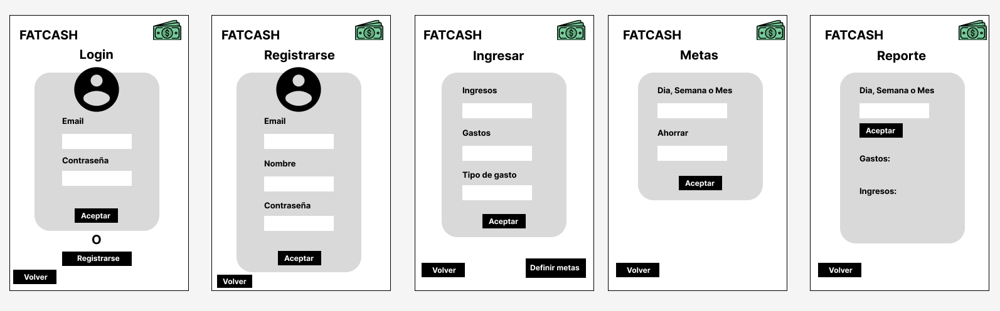 FATCASH
Login
Email
Contraseña
Aceptar
O
Registrarse
Volver
FATCASH
Registrarse
Email
Nombre
Contraseña
Aceptar
Volver
FATCASH
Ingresar
Ingresos
Gastos
Tipo de gasto
Aceptar
Volver
Definir metas
FATCASH
Metas
Dia, Semana o Mes
Ahorrar
Aceptar
Volver
FATCASH
Reporte
Dia, Semana o Mes
Aceptar
Gastos:
Ingresos:
Volver